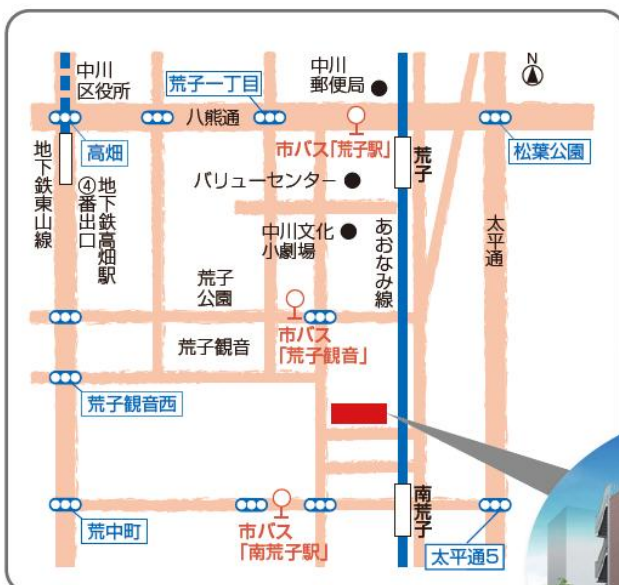 N
中川
区役所
荒子一丁目
中川
郵便局
八熊通
高畑
市バス「荒子駅」
松葉公園
地下鉄東山線
地下鉄高畑駅
④番出口
バリューセンター
荒子
中川文化
小劇場
あおなみ線
太平通
荒子
公園
市バス
「荒子観音」
荒子観音
荒子観音西
荒中町
市バス
「南荒子駅」
南荒子
太平通5